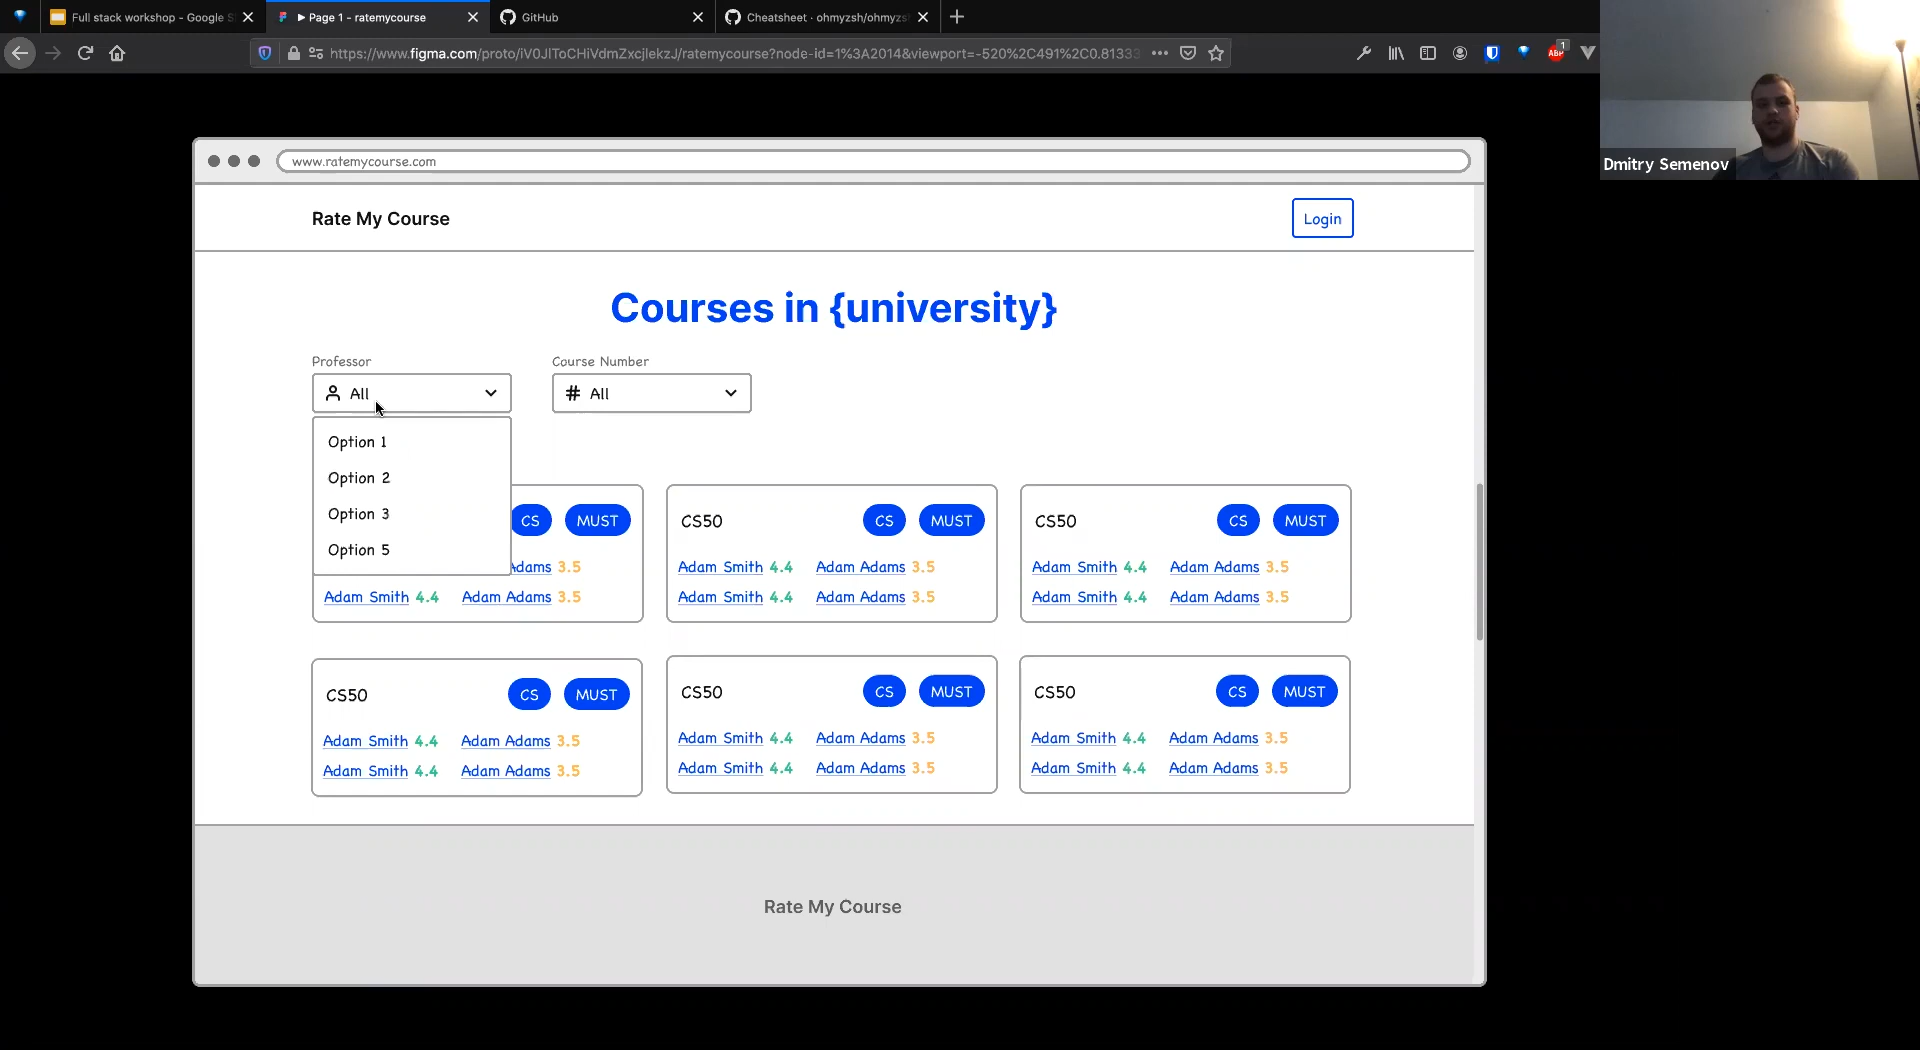 Full stack workshop - Google S
Page 1 - ratemycourse
GitHub
Cheatsheet · ohmyzsh/ohmyzs
https://www.figma.com/proto/iV0JlToCHiVdmZxcjlekzJ/ratemycourse?node-id=1%3A2014&viewport=-520%2C491%2C0.81333
ABP
1
Dmitry Semenov
www.ratemycourse.com
Rate My Course
Login
Courses in {university}
Professor
Course Number
All
# All
Option 1
Option 2
Option 3
Option 5
CS MUST
CS50 CS MUST
CS50 CS MUST
Adams 3.5
Adam Smith 4.4 Adam Adams 3.5
Adam Smith 4.4 Adam Adams 3.5
Adam Smith 4.4 Adam Adams 3.5
Adam Smith 4.4 Adam Adams 3.5
Adam Smith 4.4 Adam Adams 3.5
CS50 CS MUST
CS50 CS MUST
CS50 CS MUST
Adam Smith 4.4 Adam Adams 3.5
Adam Smith 4.4 Adam Adams 3.5
Adam Smith 4.4 Adam Adams 3.5
Adam Smith 4.4 Adam Adams 3.5
Adam Smith 4.4 Adam Adams 3.5
Adam Smith 4.4 Adam Adams 3.5
Rate My Course